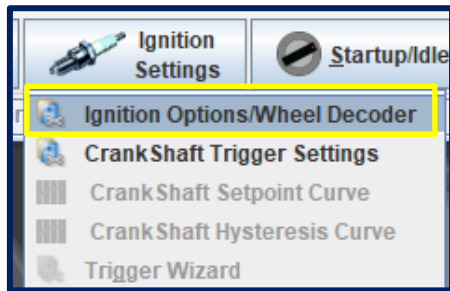 Ignition
Settings
Startup/Idle
Ignition Options/Wheel Decoder
CrankShaft Trigger Settings
CrankShaft Setpoint Curve
CrankShaft Hysteresis Curve
Trigger Wizard